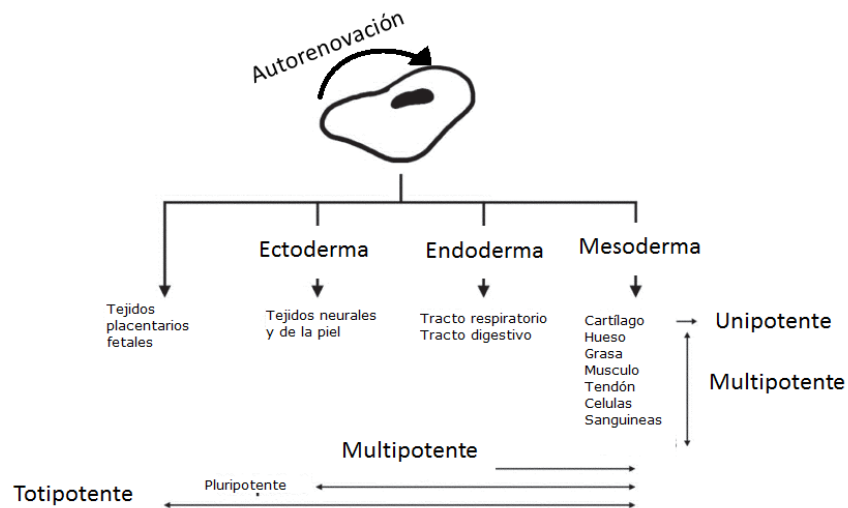 Autorenovación
Ectoderma
Endoderma
Mesoderma
Tejidos
placentarios
fetales
Tejidos neurales
y de la piel
Tracto respiratorio
Tracto digestivo
Cartílago
Hueso
Grasa
Musculo
Tendón
Celulas
Sanguineas
Unipotente
Multipotente
Multipotente
Pluripotente
Totipotente